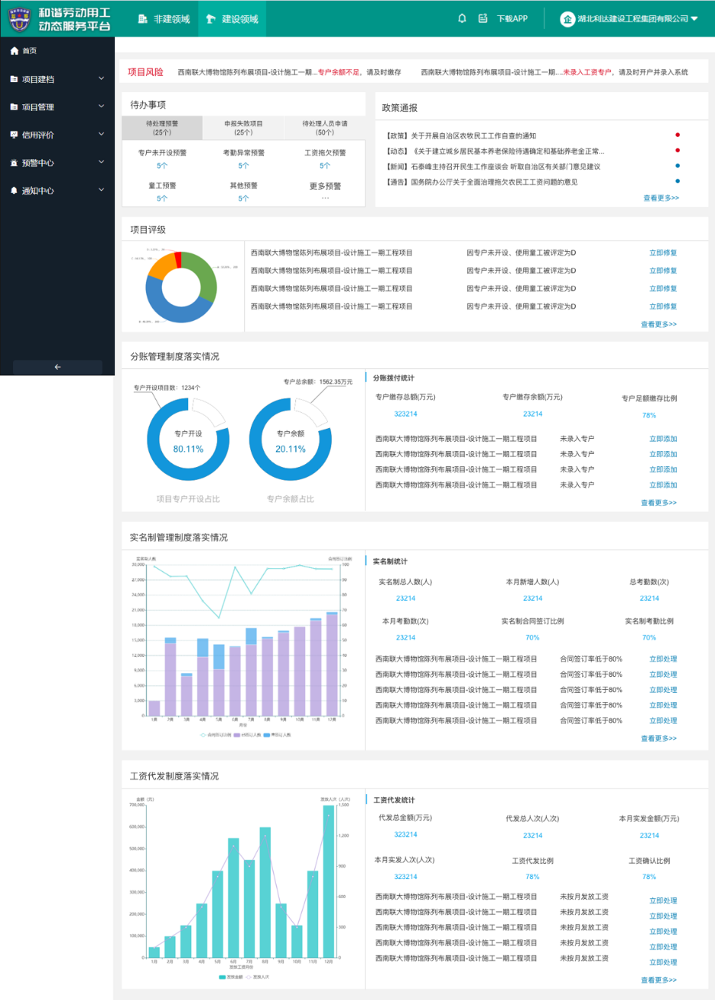 和谐劳动用工
动态服务平台
非建领域
建设领域
下载APP
企 湖北利达建设工程集团有限公司
首页
项目建档
项目管理
信用评价
预警中心
通知中心
项目风险
西南联大博物馆陈列布展项目-设计施工一期...专户余额不足，请及时缴存
西南联大博物馆陈列布展项目-设计施工一期....未录入工资专户，请及时开户并录入系统
待办事项
待处理预警
(25个)
申报失败项目
(25个)
待处理人员申请
(50个)
专户未开设预警
5个
考勤异常预警
5个
工资拖欠预警
5个
童工预警
5个
其他预警
5个
更多预警
...
政策通报
【政策】关于开展自治区农牧民工工作自查的通知
【动态】《关于建立城乡居民基本养老保险待遇确定和基础养老金正常...
【新闻】石泰峰主持召开民生工作座谈会 听取自治区有关部门意见建议
【通告】国务院办公厅关于全面治理拖欠农民工工资问题的意见
查看更多>>
项目评级
西南联大博物馆陈列布展项目-设计施工一期工程项目 因专户未开设、使用童工被评定为D 立即修复
西南联大博物馆陈列布展项目-设计施工一期工程项目 因专户未开设、使用童工被评定为D 立即修复
西南联大博物馆陈列布展项目-设计施工一期工程项目 因专户未开设、使用童工被评定为D 立即修复
西南联大博物馆陈列布展项目-设计施工一期工程项目 因专户未开设、使用童工被评定为D 立即修复
查看更多>>
分账管理制度落实情况
专户开设项目数：1234个
专户总余额：1562.35万元
专户开设
80.11%
专户余额
20.11%
项目专户开设占比
专户余额占比
分账拨付统计
专户缴存总额(万元)
323214
专户缴存余额(万元)
23214
专户足额缴存比例
78%
西南联大博物馆陈列布展项目-设计施工一期工程项目 未录入专户 立即添加
西南联大博物馆陈列布展项目-设计施工一期工程项目 未录入专户 立即添加
西南联大博物馆陈列布展项目-设计施工一期工程项目 未录入专户 立即添加
西南联大博物馆陈列布展项目-设计施工一期工程项目 未录入专户 立即添加
查看更多>>
实名制管理制度落实情况
30,000
27,000
24,000
21,000
18,000
15,000
12,000
9,000
6,000
3,000
0
100
90
80
70
60
50
40
30
20
10
0
1月 2月 3月 4月 5月 6月 7月 8月 9月 10月 11月 12月
月份
实名制统计
实名制总人数(人)
23214
本月新增人数(人)
23214
总考勤数(次)
23214
本月考勤数(次)
23214
实名制合同签订比例
70%
实名制考勤比例
70%
西南联大博物馆陈列布展项目-设计施工一期工程项目 合同签订率低于80% 立即处理
西南联大博物馆陈列布展项目-设计施工一期工程项目 合同签订率低于80% 立即处理
西南联大博物馆陈列布展项目-设计施工一期工程项目 合同签订率低于80% 立即处理
西南联大博物馆陈列布展项目-设计施工一期工程项目 合同签订率低于80% 立即处理
西南联大博物馆陈列布展项目-设计施工一期工程项目 合同签订率低于80% 立即处理
查看更多>>
工资代发制度落实情况
金额（元）
发放人次（人次）
700,000
600,000
500,000
400,000
300,000
200,000
100,000
0
1,500
1,200
900
600
300
0
1月 2月 3月 4月 5月 6月 7月 8月 9月 10月 11月 12月
发放工资月份
发放金额 发放人次
工资代发统计
代发总金额(万元)
323214
代发总人次(人次)
23214
本月实发金额(万元)
23214
本月实发人次(人次)
323214
工资代发比例
78%
工资确认比例
78%
西南联大博物馆陈列布展项目-设计施工一期工程项目 未按月发放工资 立即处理
西南联大博物馆陈列布展项目-设计施工一期工程项目 未按月发放工资 立即处理
西南联大博物馆陈列布展项目-设计施工一期工程项目 未按月发放工资 立即处理
西南联大博物馆陈列布展项目-设计施工一期工程项目 未按月发放工资 立即处理
西南联大博物馆陈列布展项目-设计施工一期工程项目 未按月发放工资 立即处理
查看更多>>